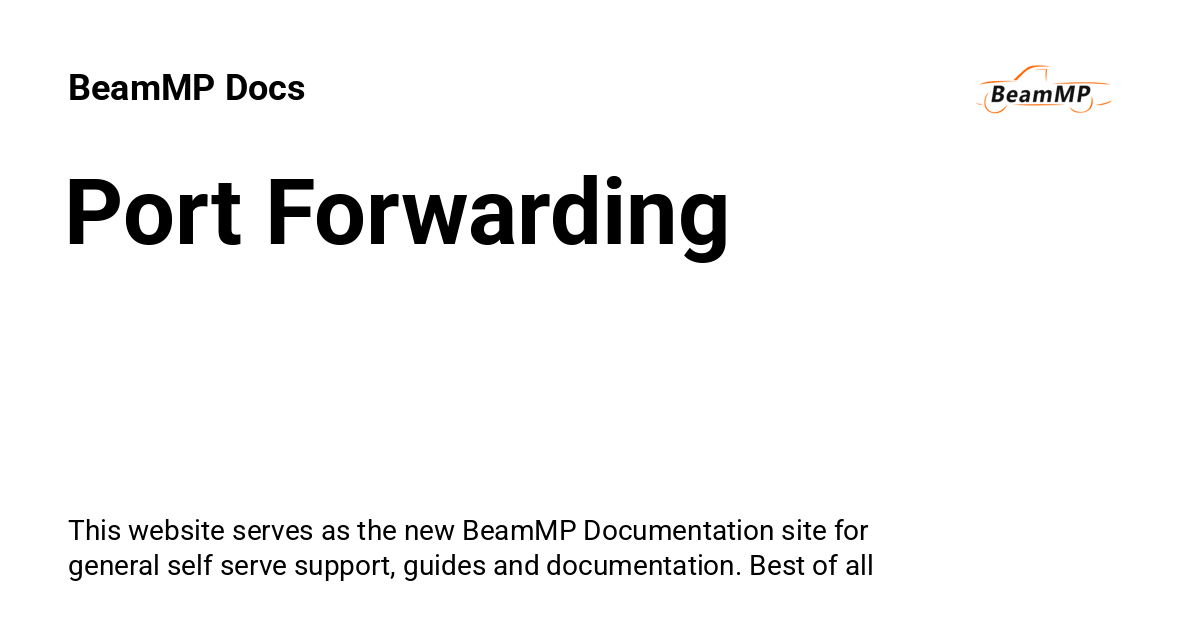 BeamMP Docs
BeamMP
Port Forwarding
This website serves as the new BeamMP Documentation site for
general self serve support, guides and documentation. Best of all